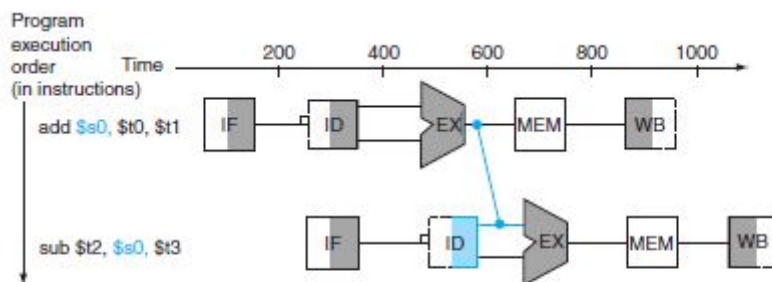 Program
execution
order
(in instructions)
Time
200 400 600 800 1000
add $s0, $t0, $t1
IF ID EX MEM WB
sub $t2, $s0, $t3
IF ID EX MEM WB